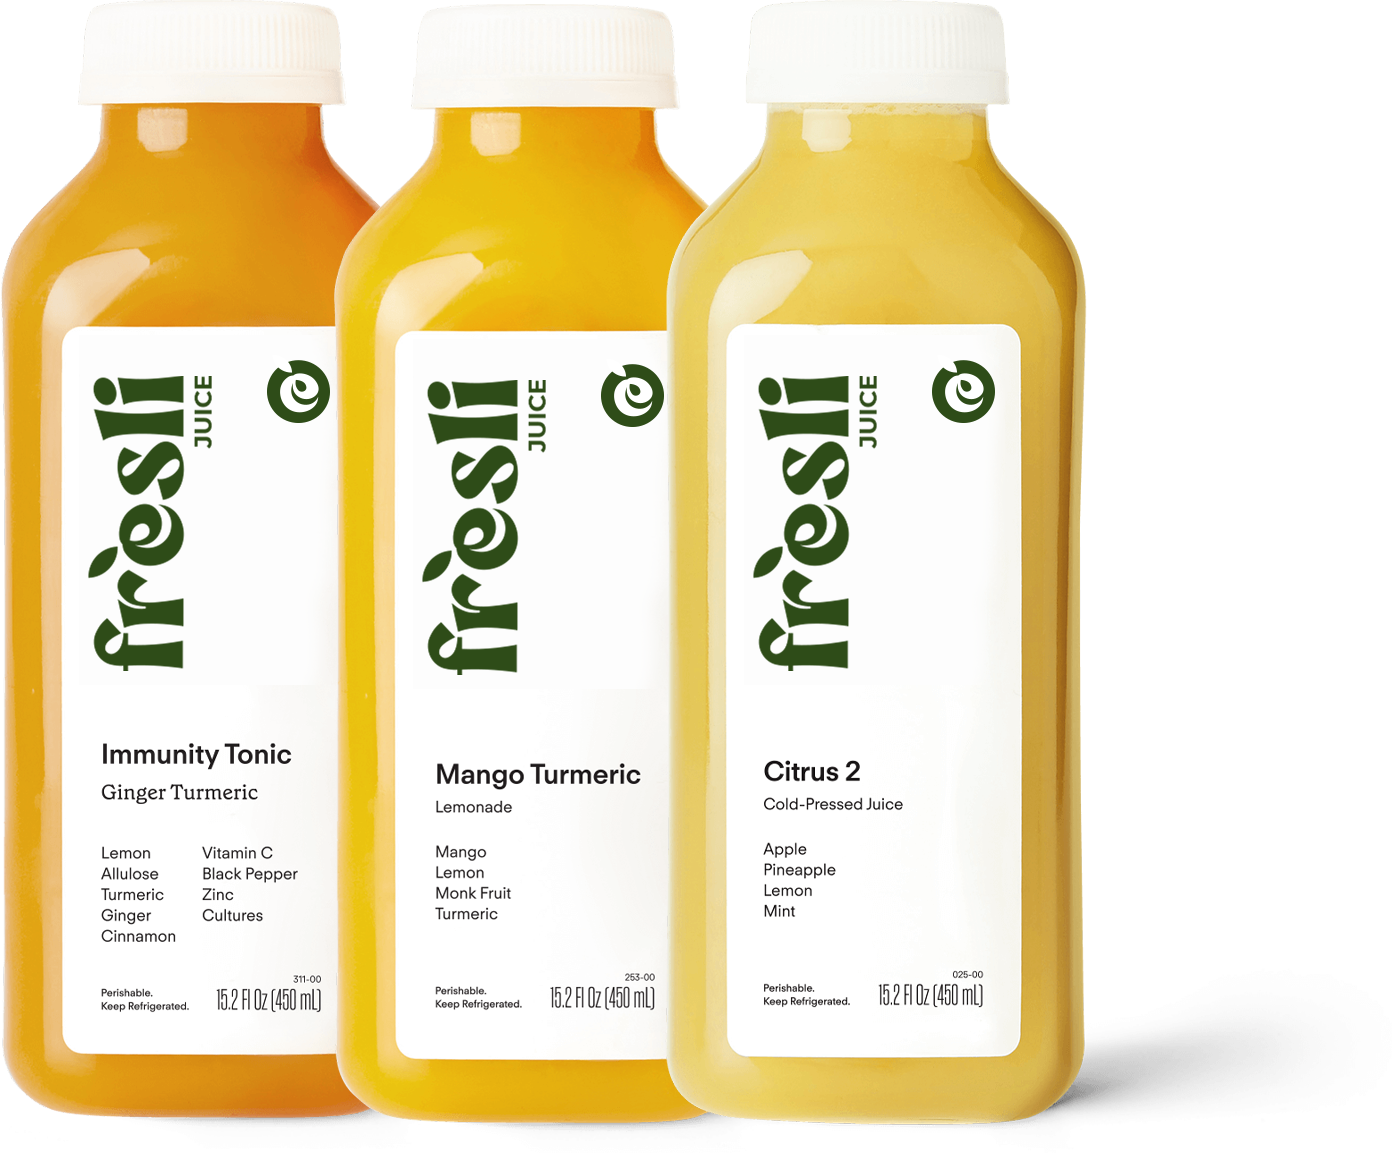 frèsli
JUICE
Immunity Tonic
Ginger Turmeric
Lemon
Allulose
Turmeric
Ginger
Cinnamon
Vitamin C
Black Pepper
Zinc
Cultures
311-00
Perishable.
Keep Refrigerated.
15.2 Fl Oz (450 mL)
frèsli
JUICE
Mango Turmeric
Lemonade
Mango
Lemon
Monk Fruit
Turmeric
253-00
Perishable.
Keep Refrigerated.
15.2 Fl Oz (450 mL)
frèsli
JUICE
Citrus 2
Cold-Pressed Juice
Apple
Pineapple
Lemon
Mint
025-00
Perishable.
Keep Refrigerated.
15.2 Fl Oz (450 mL)